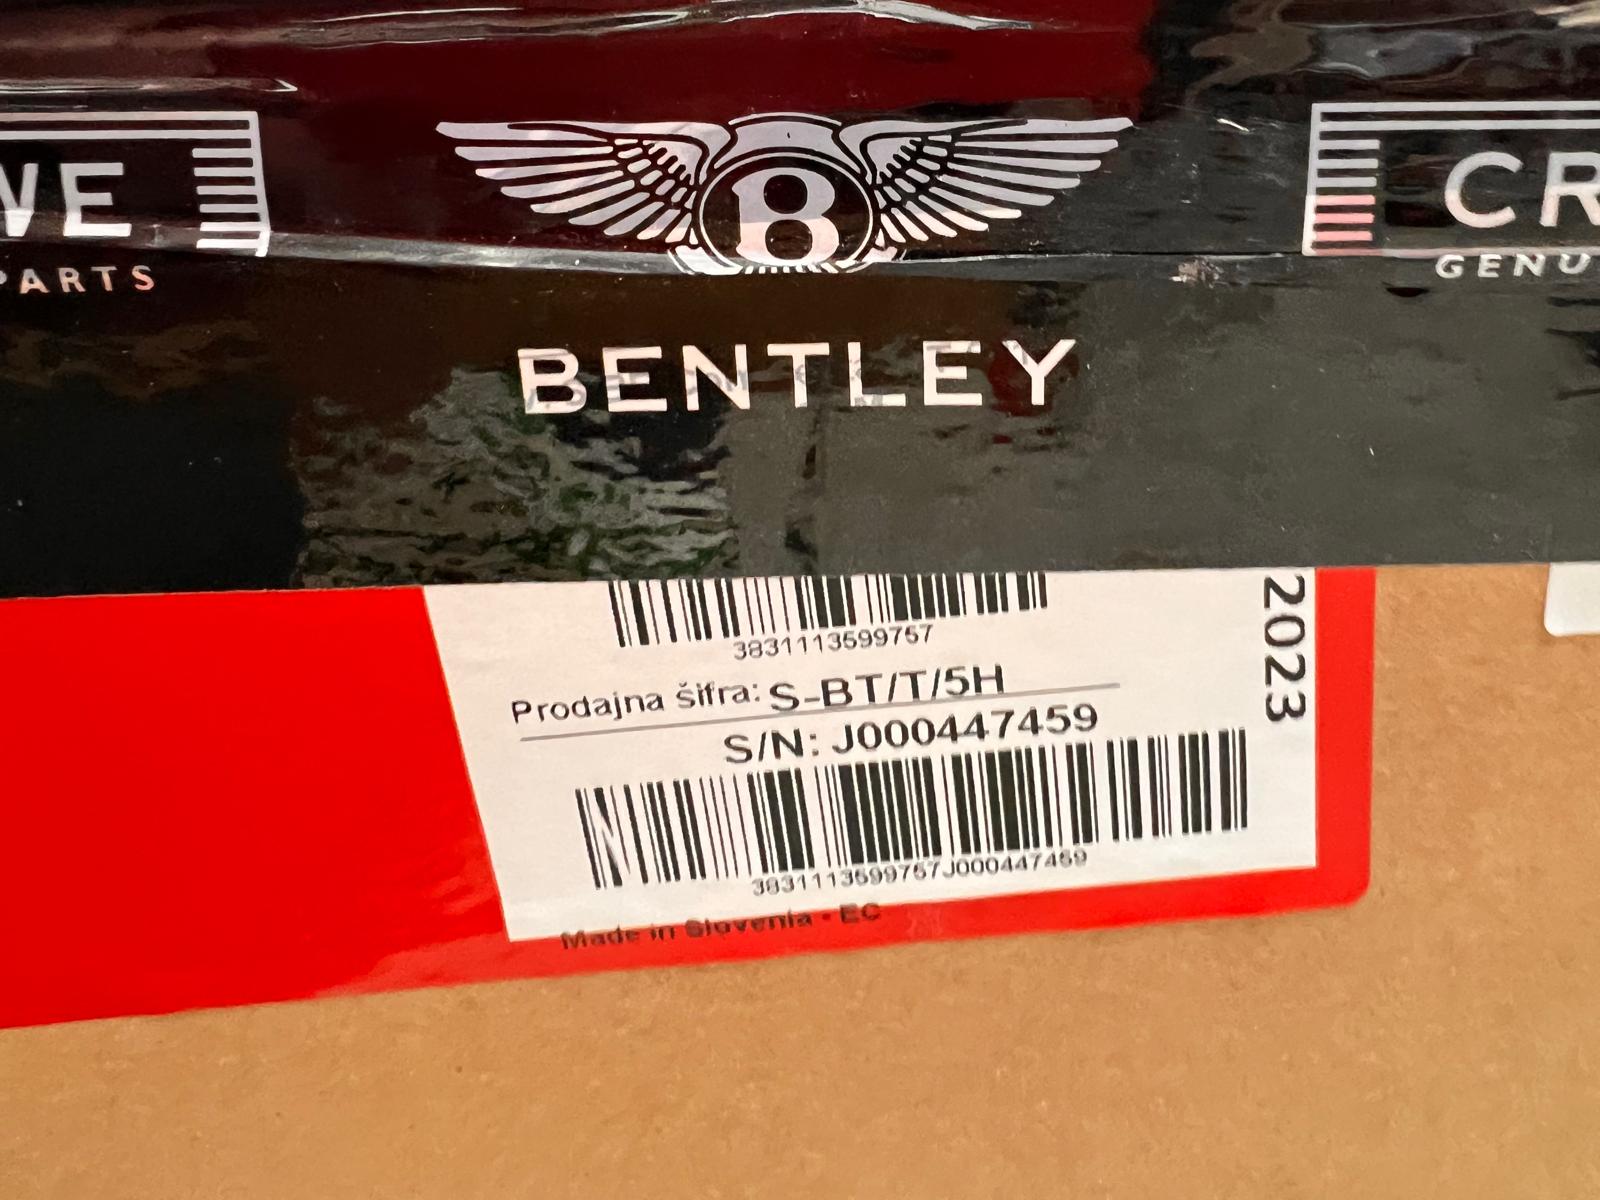 WE
PARTS
B
BENTLEY
CR
GENU
3831113599757
Prodajna šifra: S-BT/T/5H
S/N: J000447459
3831113599757J000447459
Made in Slovenia - EC
2023